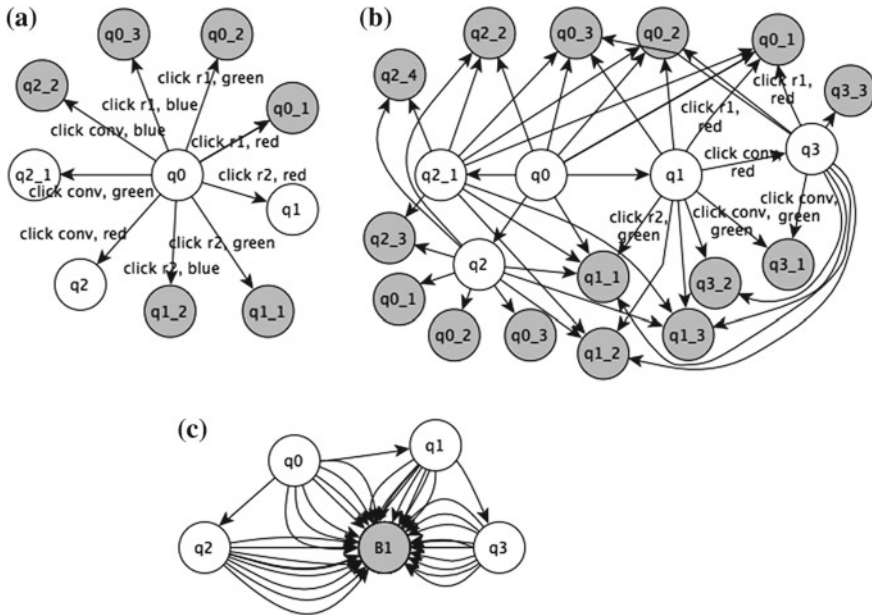 (a)
q0_3
q0_2
q2_2
click r1, green
click r1, blue
q0_1
click conv, blue
click r1, red
q2_1
q0
click r2, red
click conv, green
q1
click conv, red
click r2, green
q2
click r2, blue
q1_2
q1_1
(b)
q2_2
q0_3
q0_2
q0_1
q2_4
click r1,
red
q3_3
click r1,
red
q3
click conv,
red
q2_1
q0
q1
click r2,
green
click conv,
green
click conv,
green
q2_3
q2
q1_1
q3_2
q3_1
q0_1
q0_2
q0_3
q1_2
q1_3
(c)
q0
q1
q2
B1
q3